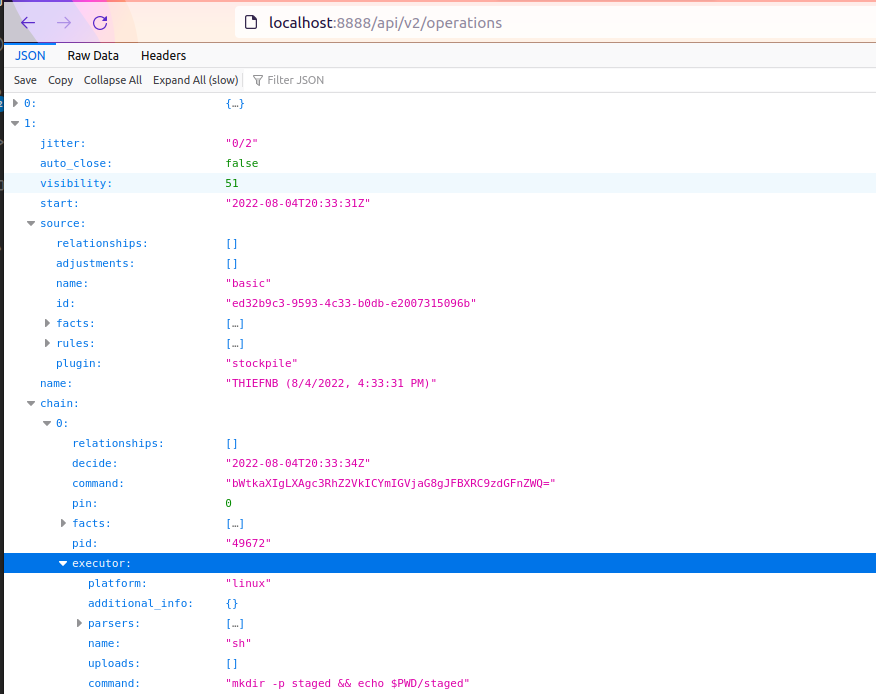 localhost:8888/api/v2/operations
JSON Raw Data Headers
Save Copy Collapse All Expand All (slow) Filter JSON
0: {…}
1:
jitter: "0/2"
auto_close: false
visibility: 51
start: "2022-08-04T20:33:31Z"
source:
relationships: []
adjustments: []
name: "basic"
id: "ed32b9c3-9593-4c33-b0db-e2007315096b"
facts: […]
rules: […]
plugin: "stockpile"
name: "THIEFNB (8/4/2022, 4:33:31 PM)"
chain:
0:
relationships: []
decide: "2022-08-04T20:33:34Z"
command: "bWtkaXIgLXAgc3RhZ2VkICYmIGVjaG8gJFBXRC9zdGFnZWQ="
pin: 0
facts: […]
pid: "49672"
executor:
platform: "linux"
additional_info: {}
parsers: […]
name: "sh"
uploads: []
command: "mkdir -p staged && echo $PWD/staged"